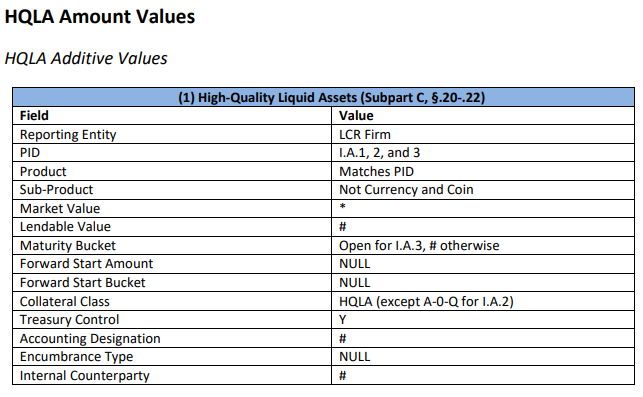 HQLA Amount Values
HQLA Additive Values
(1) High-Quality Liquid Assets (Subpart C, §.20-.22)
Field Value
Reporting Entity LCR Firm
PID I.A.1, 2, and 3
Product Matches PID
Sub-Product Not Currency and Coin
Market Value *
Lendable Value #
Maturity Bucket Open for I.A.3, # otherwise
Forward Start Amount NULL
Forward Start Bucket NULL
Collateral Class HQLA (except A-0-Q for I.A.2)
Treasury Control Y
Accounting Designation #
Encumbrance Type NULL
Internal Counterparty #